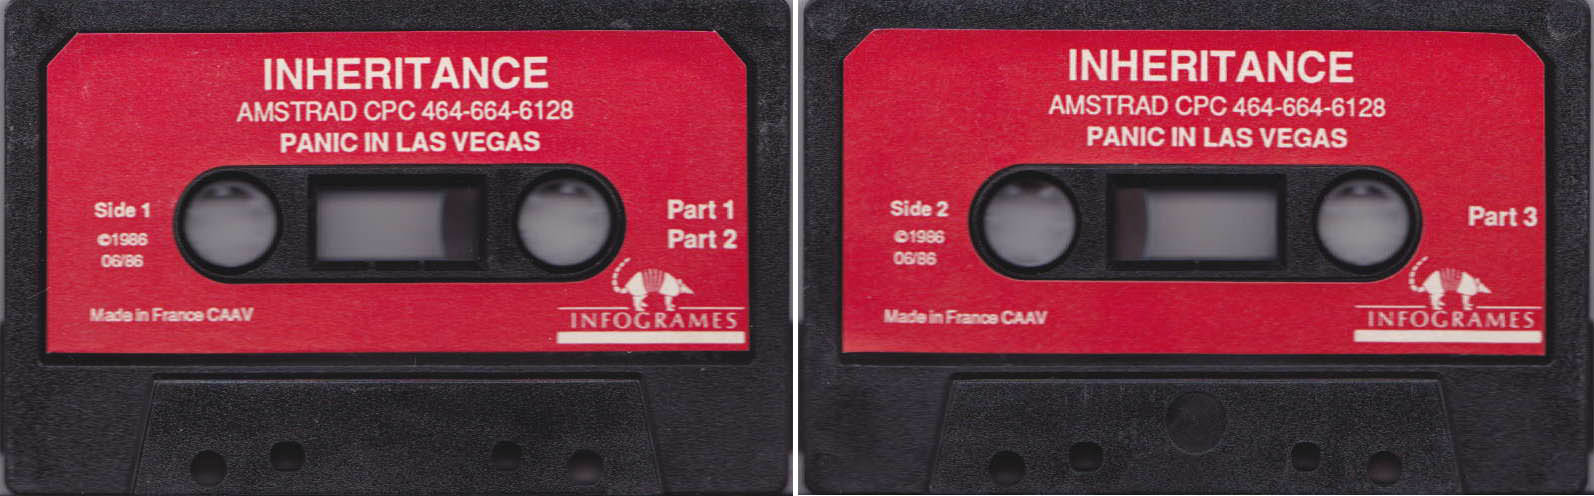 INHERITANCE
AMSTRAD CPC 464-664-6128
PANIC IN LAS VEGAS
Side 1
©1986
06/86
Part 1
Part 2
Made in France CAAV
INFOGRAMES
INHERITANCE
AMSTRAD CPC 464-664-6128
PANIC IN LAS VEGAS
Side 2
©1986
06/86
Part 3
Made in France CAAV
INFOGRAMES